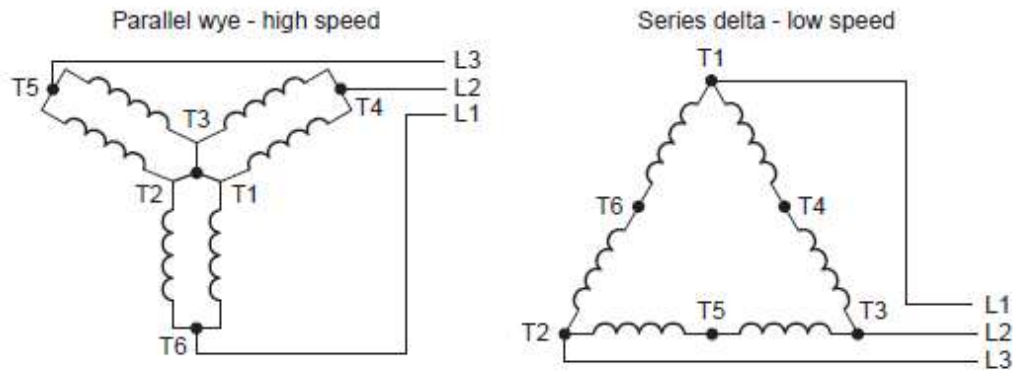 Parallel wye - high speed
T5
T3
T4
T2
T1
T6
L3
L2
L1
Series delta - low speed
T1
T6
T4
T2
T5
T3
L1
L2
L3